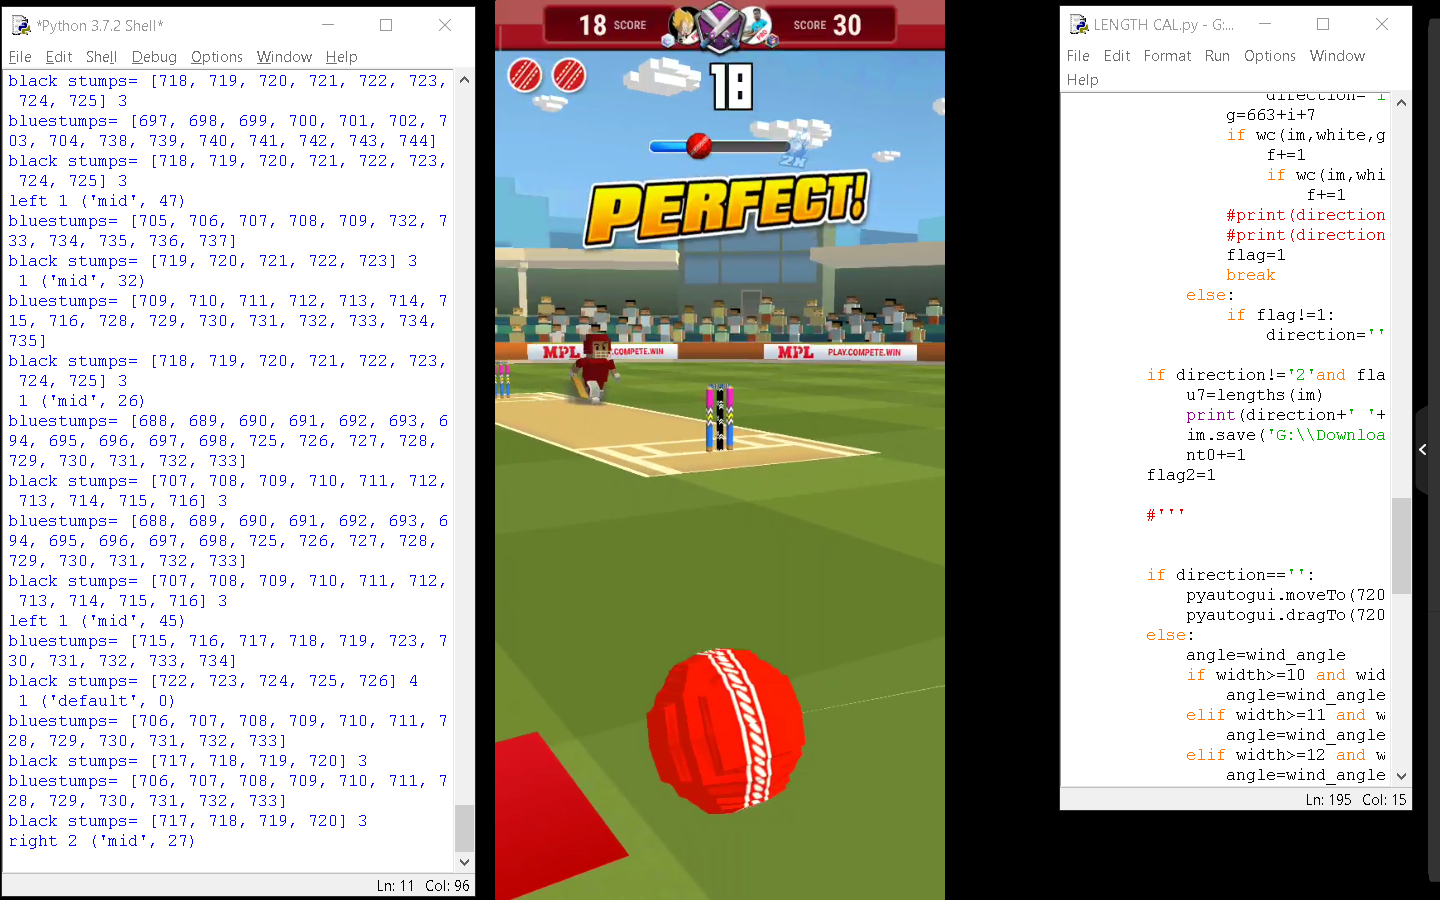 *Python 3.7.2 Shell*
File Edit Shell Debug Options Window Help
black stumps= [718, 719, 720, 721, 722, 723,
724, 725] 3
bluestumps= [697, 698, 699, 700, 701, 702, 7
03, 704, 738, 739, 740, 741, 742, 743, 744]
black stumps= [718, 719, 720, 721, 722, 723,
724, 725] 3
left 1 ('mid', 47)
bluestumps= [705, 706, 707, 708, 709, 732, 7
33, 734, 735, 736, 737]
black stumps= [719, 720, 721, 722, 723] 3
1 ('mid', 32)
bluestumps= [709, 710, 711, 712, 713, 714, 7
15, 716, 728, 729, 730, 731, 732, 733, 734,
735]
black stumps= [718, 719, 720, 721, 722, 723,
724, 725] 3
1 ('mid', 26)
bluestumps= [688, 689, 690, 691, 692, 693, 6
94, 695, 696, 697, 698, 725, 726, 727, 728,
729, 730, 731, 732, 733]
black stumps= [707, 708, 709, 710, 711, 712,
713, 714, 715, 716] 3
bluestumps= [688, 689, 690, 691, 692, 693, 6
94, 695, 696, 697, 698, 725, 726, 727, 728,
729, 730, 731, 732, 733]
black stumps= [707, 708, 709, 710, 711, 712,
713, 714, 715, 716] 3
left 1 ('mid', 45)
bluestumps= [715, 716, 717, 718, 719, 723, 7
30, 731, 732, 733, 734]
black stumps= [722, 723, 724, 725, 726] 4
1 ('default', 0)
bluestumps= [706, 707, 708, 709, 710, 711, 7
28, 729, 730, 731, 732, 733]
black stumps= [717, 718, 719, 720] 3
bluestumps= [706, 707, 708, 709, 710, 711, 7
28, 729, 730, 731, 732, 733]
black stumps= [717, 718, 719, 720] 3
right 2 ('mid', 27)
Ln: 11 Col: 96
18 SCORE
SCORE 30
18
2K
PERFECT!
MPL PLAY.COMPETE.WIN
MPL PLAY.COMPETE.WIN
LENGTH CAL.py - G:...
File Edit Format Run Options Window
Help
direction='i
g=663+i+7
if wc(im,white,g
f+=1
if wc(im,whi
f+=1
#print(direction
#print(direction
flag=1
break
else:
if flag!=1:
direction=''
if direction!='2'and fla
u7=lengths(im)
print(direction+' '+
im.save('G:\\Downloa
nt0+=1
flag2=1
#'''
if direction=='':
pyautogui.moveTo(720
pyautogui.dragTo(720
else:
angle=wind_angle
if width>=10 and wid
angle=wind_angle
elif width>=11 and w
angle=wind_angle
elif width>=12 and w
angle=wind_angle
Ln: 195 Col: 15